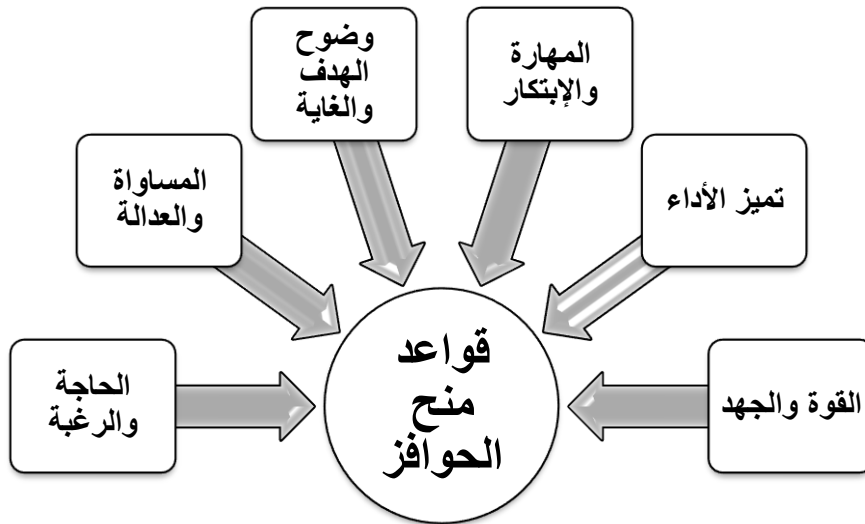 قواعد
منح
الحوافز
القوة والجهد
تميز الأداء
المهارة
والإبتكار
وضوح
الهدف
والغاية
المساواة
والعدالة
الحاجة
والرغبة